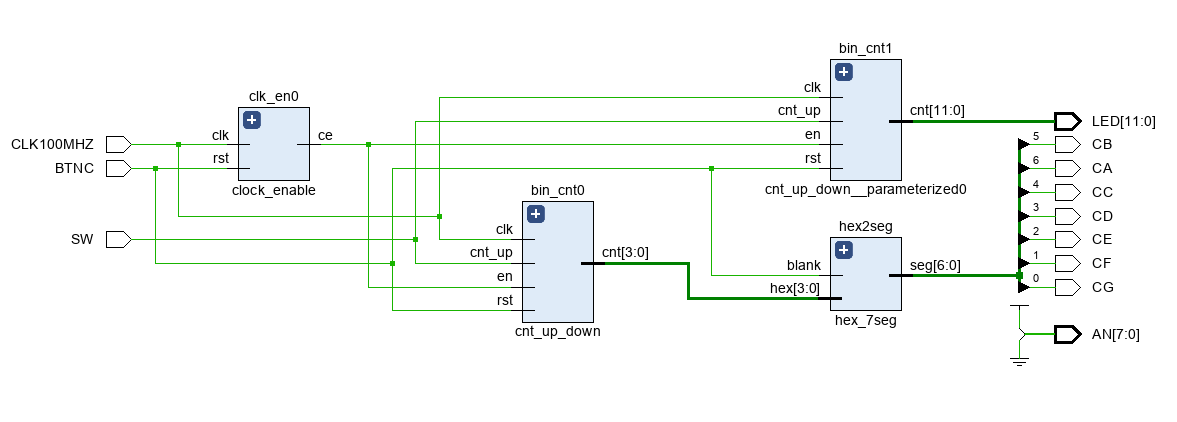 bin_cnt1
clk
cnt_up
en
rst
cnt[11:0]
cnt_up_down__parameterized0
clk_en0
CLK100MHZ
BTNC
clk
rst
ce
clock_enable
SW
bin_cnt0
clk
cnt_up
en
rst
cnt[3:0]
cnt_up_down
hex2seg
blank
hex[3:0]
seg[6:0]
hex_7seg
LED[11:0]
5 CB
6 CA
4 CC
3 CD
2 CE
1 CF
0 CG
AN[7:0]